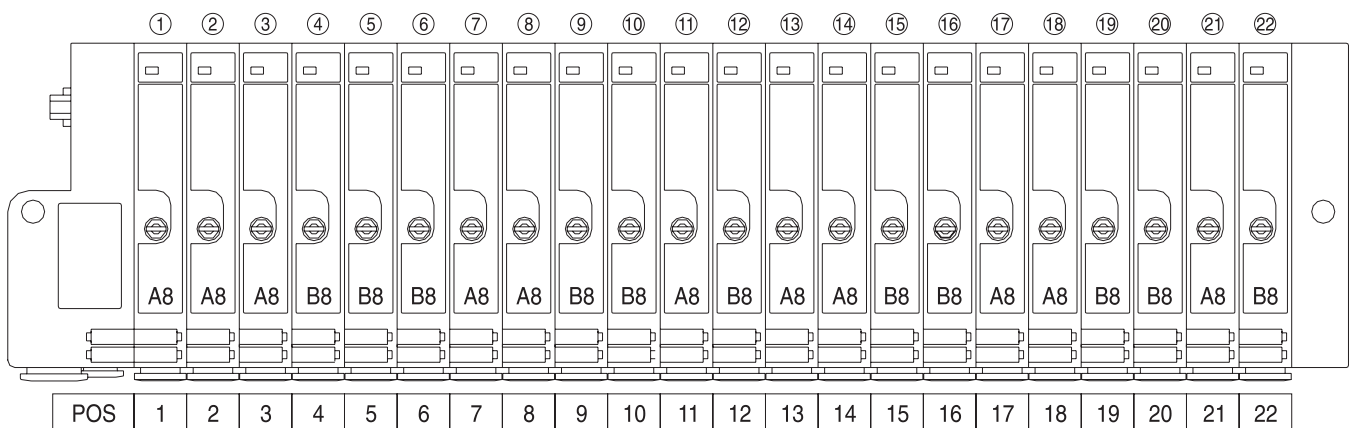 ① ② ③ ④ ⑤ ⑥ ⑦ ⑧ ⑨ ⑩ ⑪ ⑫ ⑬ ⑭ ⑮ ⑯ ⑰ ⑱ ⑲ ⑳ ㉑ ㉒
A8 A8 A8 B8 B8 B8 A8 A8 B8 B8 A8 B8 A8 A8 B8 B8 A8 A8 B8 B8 A8 B8
POS 1 2 3 4 5 6 7 8 9 10 11 12 13 14 15 16 17 18 19 20 21 22